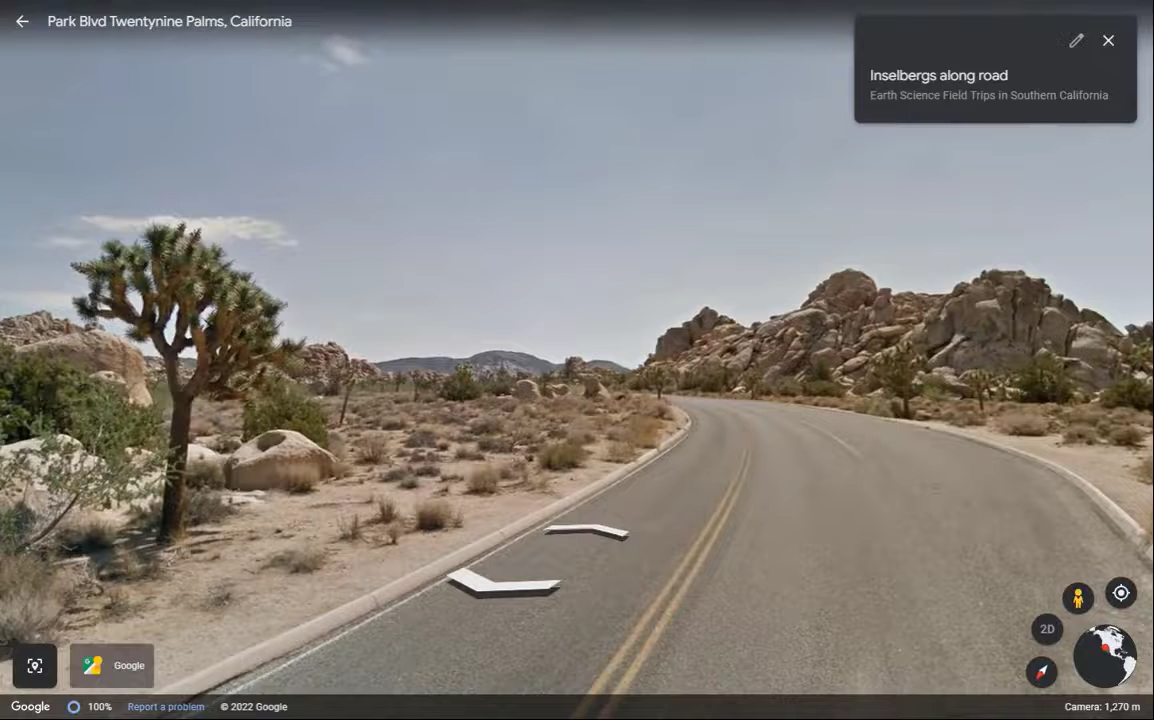 Park Blvd Twentynine Palms, California
Inselbergs along road
Earth Science Field Trips in Southern California
2D
Google
Google 100% Report a problem © 2022 Google Camera: 1,270 m